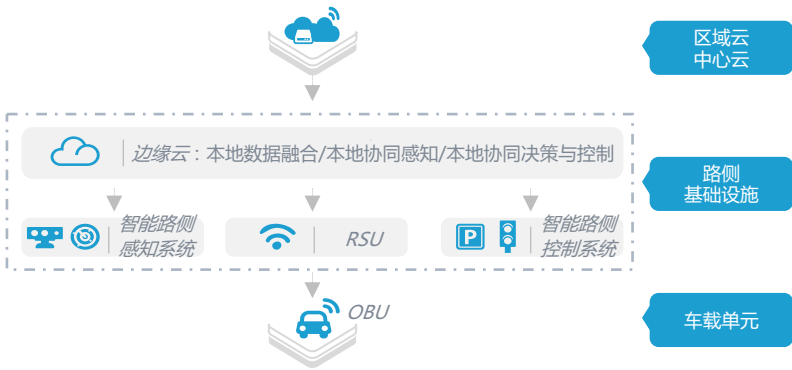 区域云
中心云
边缘云：本地数据融合/本地协同感知/本地协同决策与控制
路侧
基础设施
智能路侧
感知系统
RSU
P
智能路侧
控制系统
OBU
车载单元